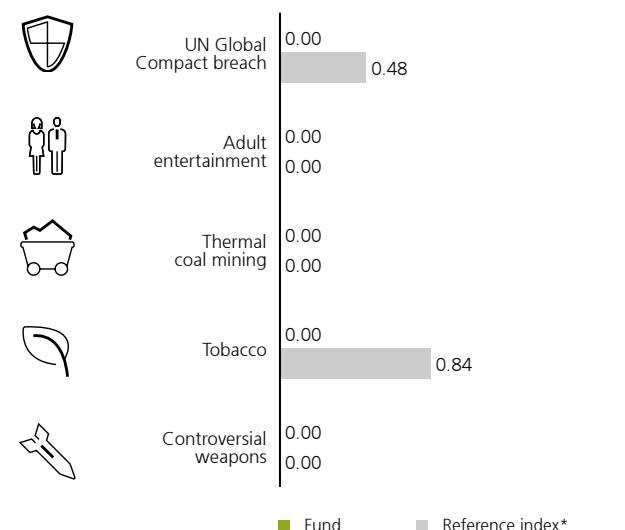 0.00
UN Global
Compact breach
0.48
Adult
entertainment
0.00
0.00
Thermal
coal mining
0.00
0.00
0.00
Tobacco
0.84
Controversial
weapons
0.00
0.00
Fund Reference index*